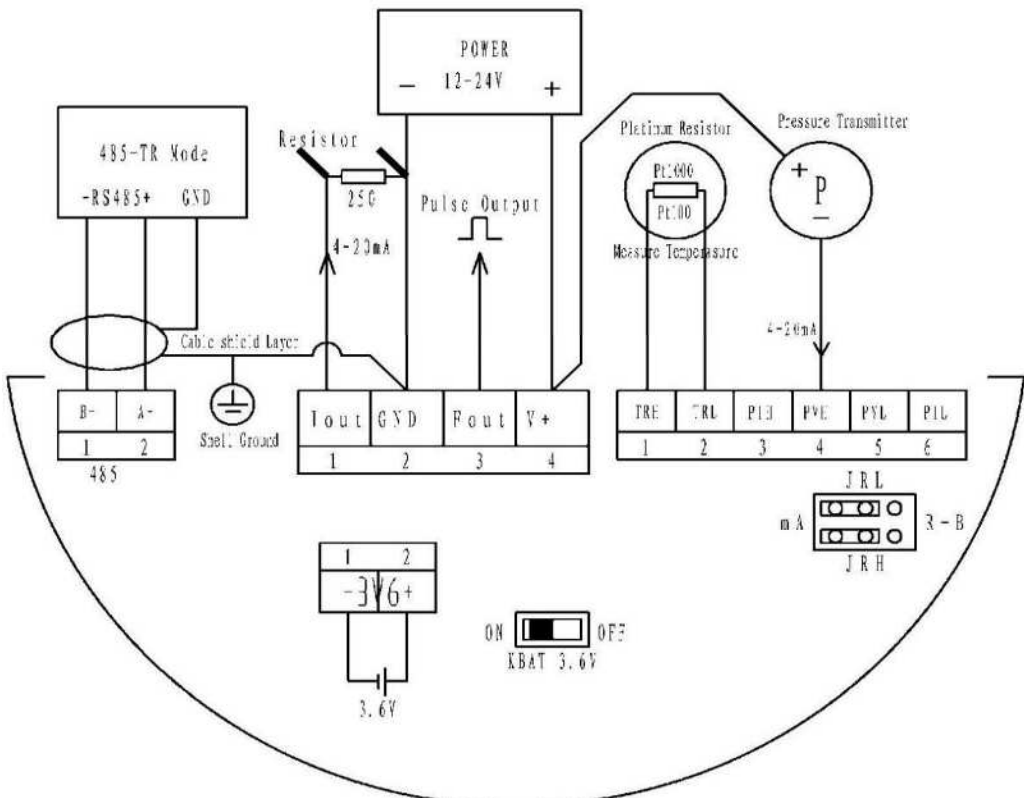 POWER
12-24V
- +
485-TR Mode
-RS485+ GND
Resistor
250
4-20mA
Pulse Output
Platinum Resistor
Pt1000
Pt100
Measure Temperasure
Pressure Transmitter
+
P
-
4-20mA
Cable shield Layer
Shell Ground
B- A-
1 2
485
Iout GND Fout V+
1 2 3 4
TRE TRL PIH PVE PVL PIL
1 2 3 4 5 6
JRL
mA R-B
JRH
1 2
-3V6+
3.6V
ON OFF
KBAT 3.6V